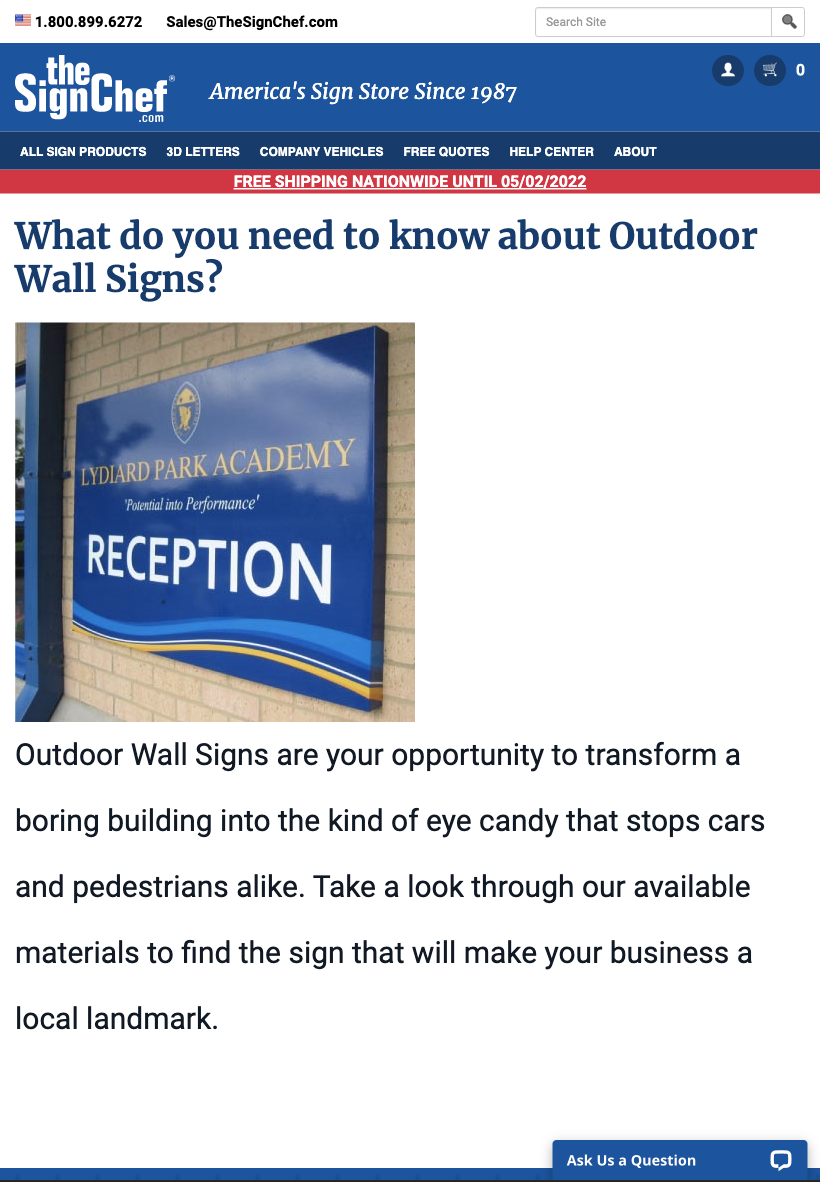 1.800.899.6272 Sales@TheSignChef.com Search Site
the
SignChef®
.com
America's Sign Store Since 1987
0
ALL SIGN PRODUCTS 3D LETTERS COMPANY VEHICLES FREE QUOTES HELP CENTER ABOUT
FREE SHIPPING NATIONWIDE UNTIL 05/02/2022
What do you need to know about Outdoor
Wall Signs?
LYDIARD PARK ACADEMY
'Potential into Performance'
RECEPTION
Outdoor Wall Signs are your opportunity to transform a
boring building into the kind of eye candy that stops cars
and pedestrians alike. Take a look through our available
materials to find the sign that will make your business a
local landmark.
Ask Us a Question